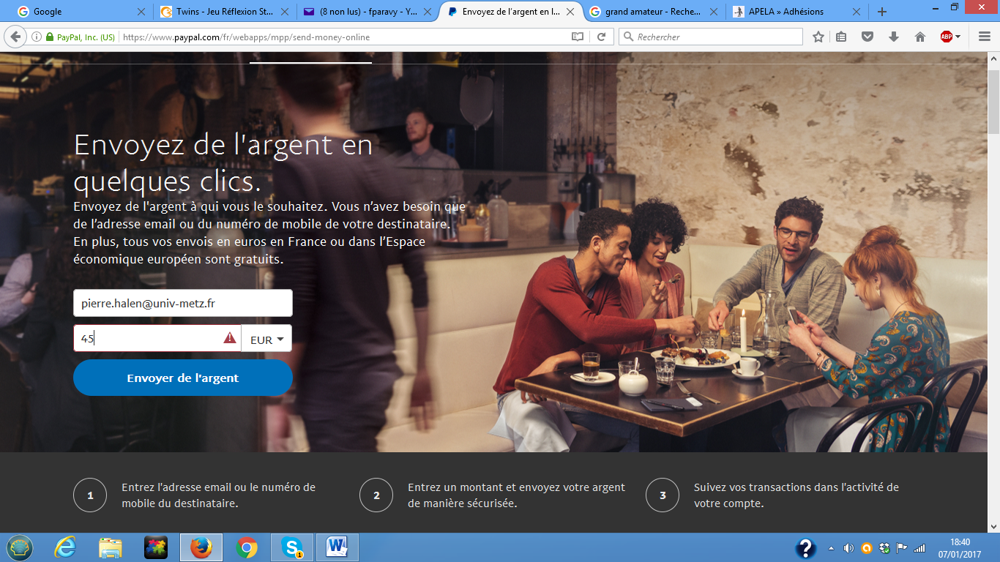 Google
Twins - Jeu Réflexion St...
(8 non lus) - fparavy - Y...
Envoyez de l'argent en l...
grand amateur - Reche...
APELA » Adhésions
PayPal, Inc. (US)
https://www.paypal.com/fr/webapps/mpp/send-money-online
Rechercher
ABP
Envoyez de l'argent en
quelques clics.
Envoyez de l'argent à qui vous le souhaitez. Vous n’avez besoin que
de l’adresse email ou du numéro de mobile de votre destinataire.
En plus, tous vos envois en euros en France ou dans l’Espace
économique européen sont gratuits.
pierre.halen@univ-metz.fr
45
EUR
Envoyer de l'argent
1
Entrez l'adresse email ou le numéro de
mobile du destinataire.
2
Entrez un montant et envoyez votre argent
de manière sécurisée.
3
Suivez vos transactions dans l'activité de
votre compte.
18:40
07/01/2017